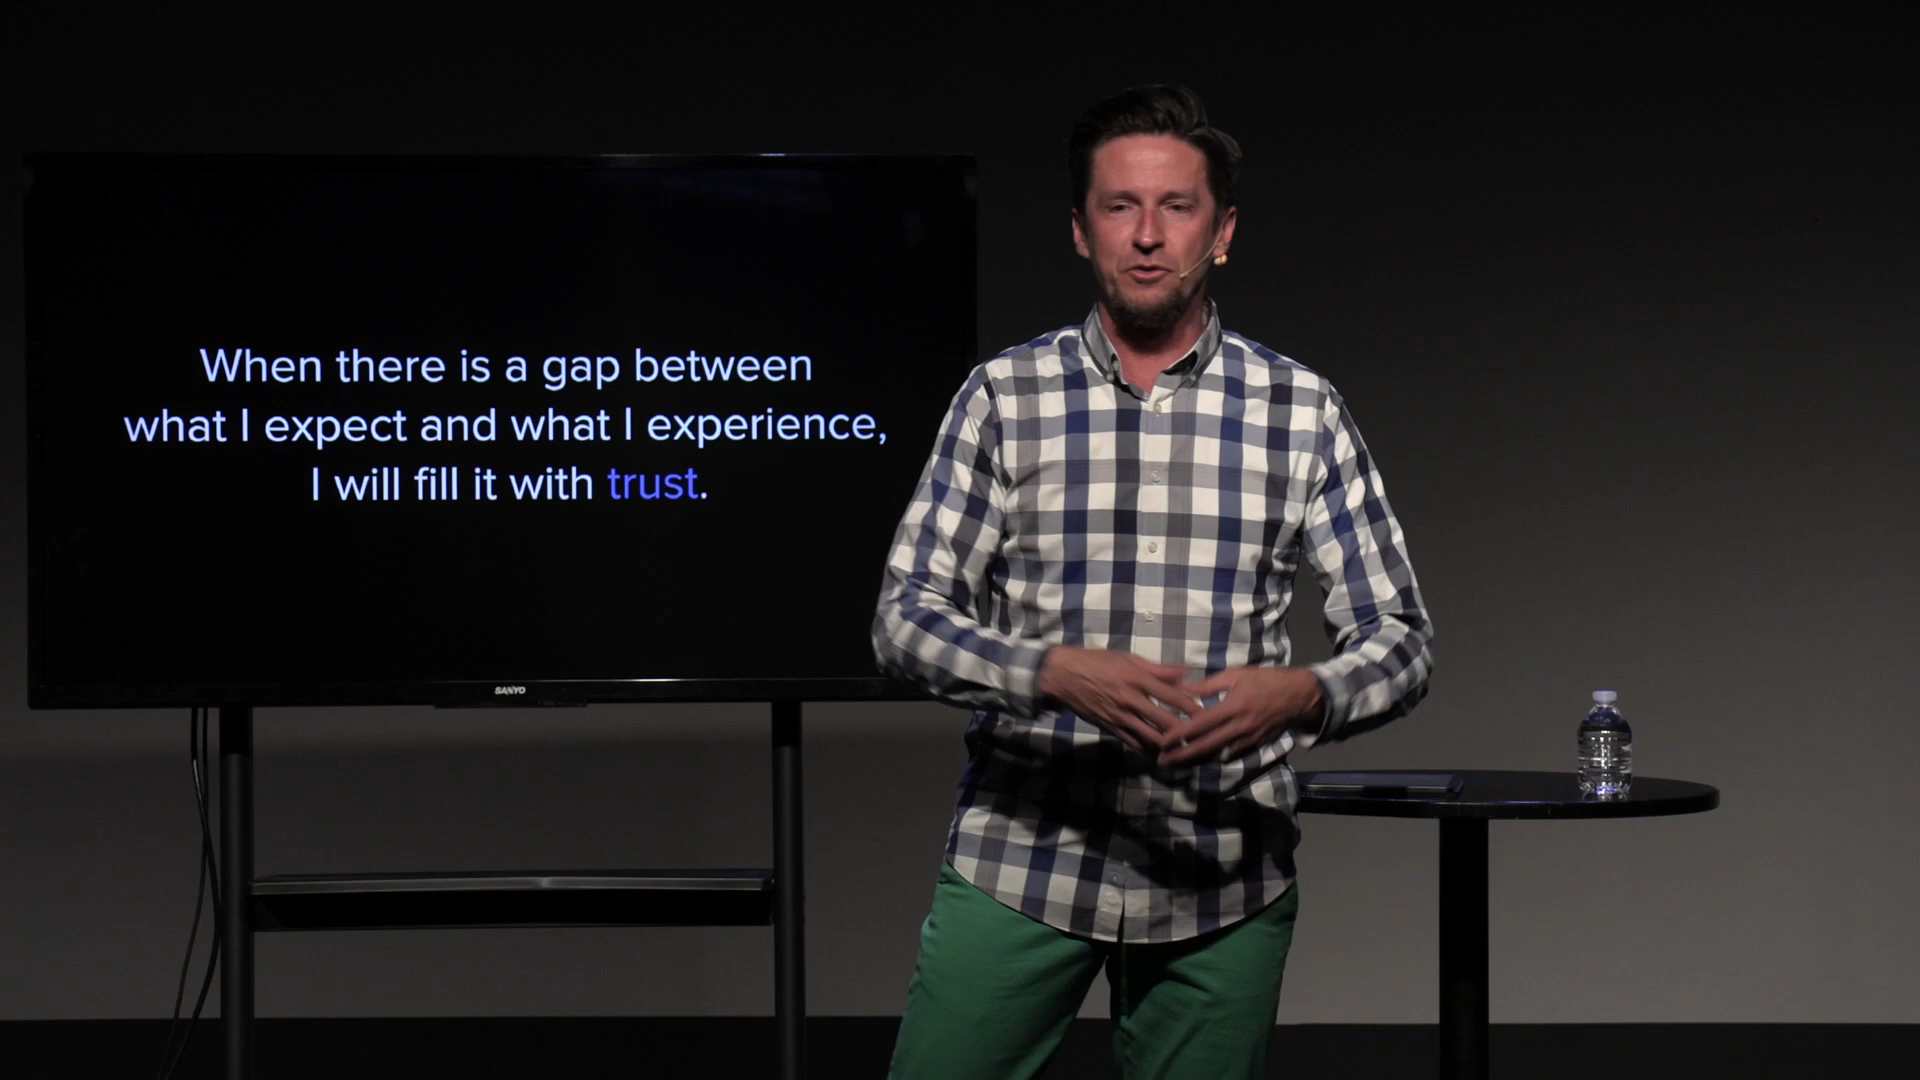 When there is a gap between
what I expect and what I experience,
I will fill it with trust.
SANYO